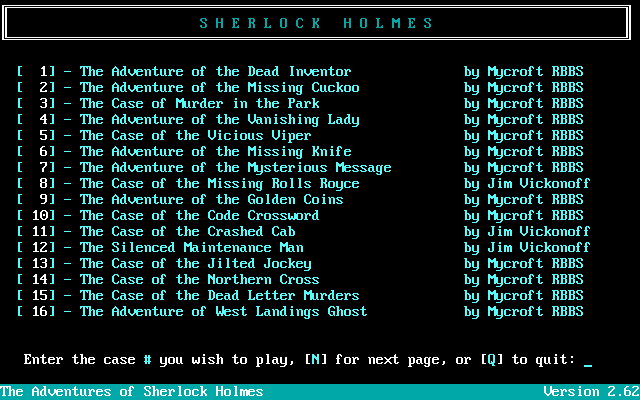 S H E R L O C K   H O L M E S
[  1] - The Adventure of the Dead Inventor by Mycroft RBBS
[  2] - The Adventure of the Missing Cuckoo by Mycroft RBBS
[  3] - The Case of Murder in the Park by Mycroft RBBS
[  4] - The Adventure of the Vanishing Lady by Mycroft RBBS
[  5] - The Case of the Vicious Viper by Mycroft RBBS
[  6] - The Adventure of the Missing Knife by Mycroft RBBS
[  7] - The Adventure of the Mysterious Message by Mycroft RBBS
[  8] - The Case of the Missing Rolls Royce by Jim Vickonoff
[  9] - The Adventure of the Golden Coins by Mycroft RBBS
[ 10] - The Case of the Code Crossword by Mycroft RBBS
[ 11] - The Case of the Crashed Cab by Jim Vickonoff
[ 12] - The Silenced Maintenance Man by Jim Vickonoff
[ 13] - The Case of the Jilted Jockey by Mycroft RBBS
[ 14] - The Case of the Northern Cross by Mycroft RBBS
[ 15] - The Case of the Dead Letter Murders by Mycroft RBBS
[ 16] - The Adventure of West Landings Ghost by Mycroft RBBS
Enter the case # you wish to play, [N] for next page, or [Q] to quit: _
The Adventures of Sherlock Holmes Version 2.62